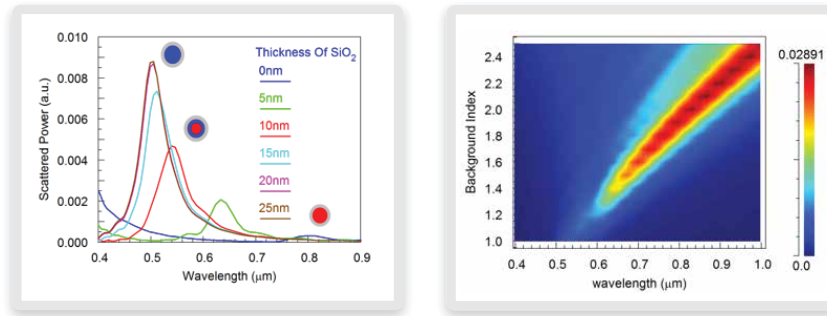 0.010
0.008
0.006
0.004
0.002
0.000
Scattered Power (a.u.)
Thickness Of SiO₂
0nm
5nm
10nm
15nm
20nm
25nm
0.4 0.5 0.6 0.7 0.8 0.9
Wavelength (μm)
2.4
2.2
2.0
1.8
1.6
1.4
1.2
1.0
Background Index
0.4 0.5 0.6 0.7 0.8 0.9 1.0
wavelength (μm)
0.02891
0.0